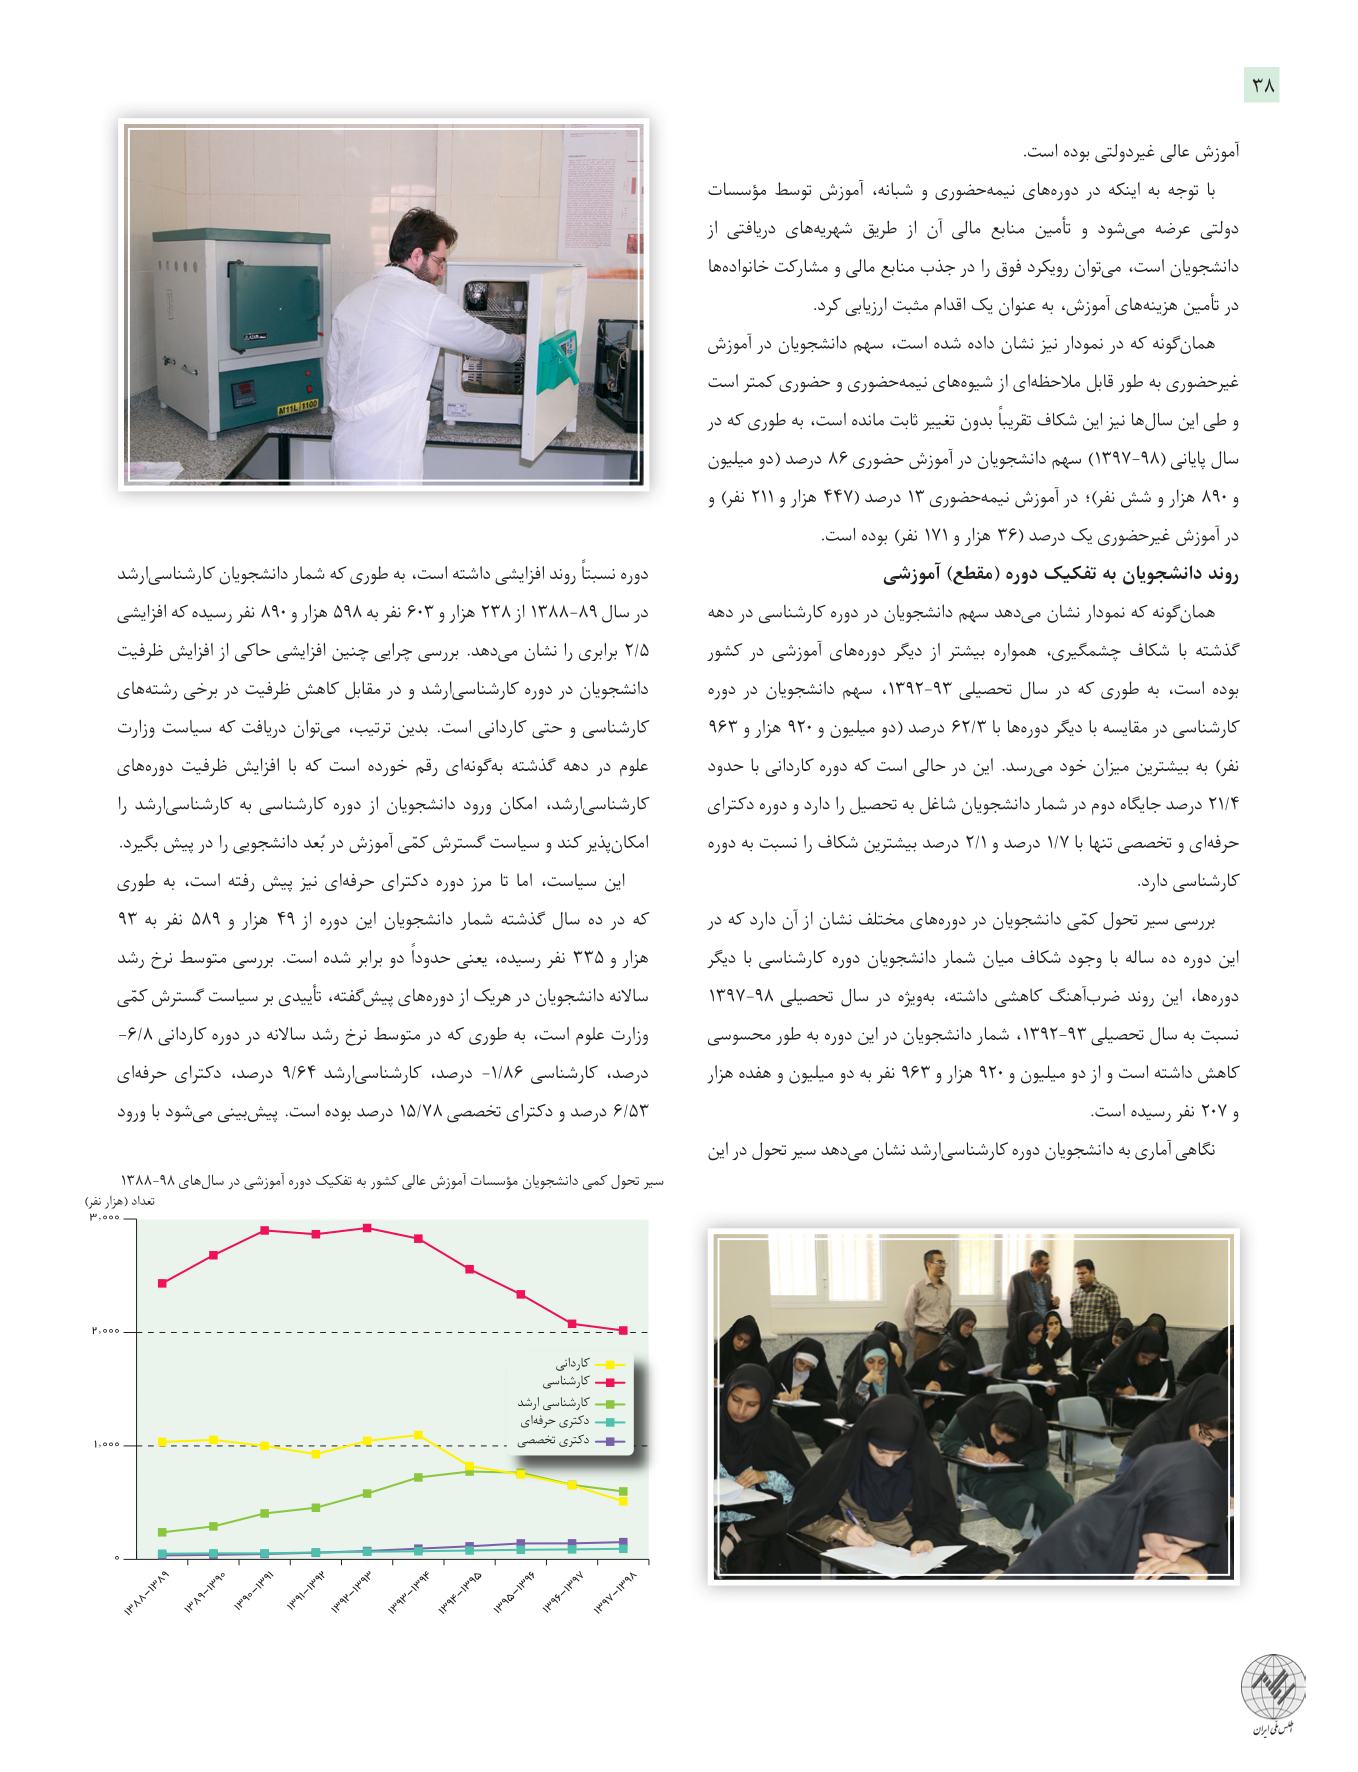 ۳۸
آموزش عالی غیردولتی بوده است.
با توجه به اینکه در دوره‌های نیمه‌حضوری و شبانه، آموزش توسط مؤسسات
دولتی عرضه می‌شود و تأمین منابع مالی آن از طریق شهریه‌های دریافتی از
دانشجویان است، می‌توان رویکرد فوق را در جذب منابع مالی و مشارکت خانواده‌ها
در تأمین هزینه‌های آموزش، به عنوان یک اقدام مثبت ارزیابی کرد.
همان‌گونه که در نمودار نیز نشان داده شده است، سهم دانشجویان در آموزش
غیرحضوری به طور قابل ملاحظه‌ای از شیوه‌های نیمه‌حضوری و حضوری کمتر است
و طی این سال‌ها نیز این شکاف تقریباً بدون تغییر ثابت مانده است، به طوری که در
سال پایانی (۹۸-۱۳۹۷) سهم دانشجویان در آموزش حضوری ۸۶ درصد (دو میلیون
و ۸۹۰ هزار و شش نفر)؛ در آموزش نیمه‌حضوری ۱۳ درصد (۴۴۷ هزار و ۲۱۱ نفر) و
در آموزش غیرحضوری یک درصد (۳۶ هزار و ۱۷۱ نفر) بوده است.
روند دانشجویان به تفکیک دوره (مقطع) آموزشی
همان‌گونه که نمودار نشان می‌دهد سهم دانشجویان در دوره کارشناسی در دهه
گذشته با شکاف چشمگیری، همواره بیشتر از دیگر دوره‌های آموزشی در کشور
بوده است، به طوری که در سال تحصیلی ۹۳-۱۳۹۲، سهم دانشجویان در دوره
کارشناسی در مقایسه با دیگر دوره‌ها با ۶۲/۳ درصد (دو میلیون و ۹۲۰ هزار و ۹۶۳
نفر) به بیشترین میزان خود می‌رسد. این در حالی است که دوره کاردانی با حدود
۲۱/۴ درصد جایگاه دوم در شمار دانشجویان شاغل به تحصیل را دارد و دوره دکترای
حرفه‌ای و تخصصی تنها با ۱/۷ درصد و ۲/۱ درصد بیشترین شکاف را نسبت به دوره
کارشناسی دارد.
بررسی سیر تحول کمّی دانشجویان در دوره‌های مختلف نشان از آن دارد که در
این دوره ده ساله با وجود شکاف میان شمار دانشجویان دوره کارشناسی با دیگر
دوره‌ها، این روند ضرب‌آهنگ کاهشی داشته، به‌ویژه در سال تحصیلی ۹۸-۱۳۹۷
نسبت به سال تحصیلی ۹۳-۱۳۹۲، شمار دانشجویان در این دوره به طور محسوسی
کاهش داشته است و از دو میلیون و ۹۲۰ هزار و ۹۶۳ نفر به دو میلیون و هفده هزار
و ۲۰۷ نفر رسیده است.
نگاهی آماری به دانشجویان دوره کارشناسی‌ارشد نشان می‌دهد سیر تحول در این
AZAR
M11L/1100
دوره نسبتاً روند افزایشی داشته است، به طوری که شمار دانشجویان کارشناسی‌ارشد
در سال ۸۹-۱۳۸۸ از ۲۳۸ هزار و ۶۰۳ نفر به ۵۹۸ هزار و ۸۹۰ نفر رسیده که افزایشی
۲/۵ برابری را نشان می‌دهد. بررسی چرایی چنین افزایشی حاکی از افزایش ظرفیت
دانشجویان در دوره کارشناسی‌ارشد و در مقابل کاهش ظرفیت در برخی رشته‌های
کارشناسی و حتی کاردانی است. بدین ترتیب، می‌توان دریافت که سیاست وزارت
علوم در دهه گذشته به‌گونه‌ای رقم خورده است که با افزایش ظرفیت دوره‌های
کارشناسی‌ارشد، امکان ورود دانشجویان از دوره کارشناسی به کارشناسی‌ارشد را
امکان‌پذیر کند و سیاست گسترش کمّی آموزش در بُعد دانشجویی را در پیش بگیرد.
این سیاست، اما تا مرز دوره دکترای حرفه‌ای نیز پیش رفته است، به طوری
که در ده سال گذشته شمار دانشجویان این دوره از ۴۹ هزار و ۵۸۹ نفر به ۹۳
هزار و ۳۳۵ نفر رسیده، یعنی حدوداً دو برابر شده است. بررسی متوسط نرخ رشد
سالانه دانشجویان در هریک از دوره‌های پیش‌گفته، تأییدی بر سیاست گسترش کمّی
وزارت علوم است، به طوری که در متوسط نرخ رشد سالانه در دوره کاردانی ۶/۸-
درصد، کارشناسی ۱/۸۶- درصد، کارشناسی‌ارشد ۹/۶۴ درصد، دکترای حرفه‌ای
۶/۵۳ درصد و دکترای تخصصی ۱۵/۷۸ درصد بوده است. پیش‌بینی می‌شود با ورود
سیر تحول کمی دانشجویان مؤسسات آموزش عالی کشور به تفکیک دوره آموزشی در سال‌های ۹۸-۱۳۸۸
تعداد (هزار نفر)
۳,۰۰۰
۲,۰۰۰
۱,۰۰۰
۰
کاردانی
کارشناسی
کارشناسی ارشد
دکتری حرفه‌ای
دکتری تخصصی
۱۳۸۸-۱۳۸۹
۱۳۸۹-۱۳۹۰
۱۳۹۰-۱۳۹۱
۱۳۹۱-۱۳۹۲
۱۳۹۲-۱۳۹۳
۱۳۹۳-۱۳۹۴
۱۳۹۴-۱۳۹۵
۱۳۹۵-۱۳۹۶
۱۳۹۶-۱۳۹۷
۱۳۹۷-۱۳۹۸
اطلس ملی ایران